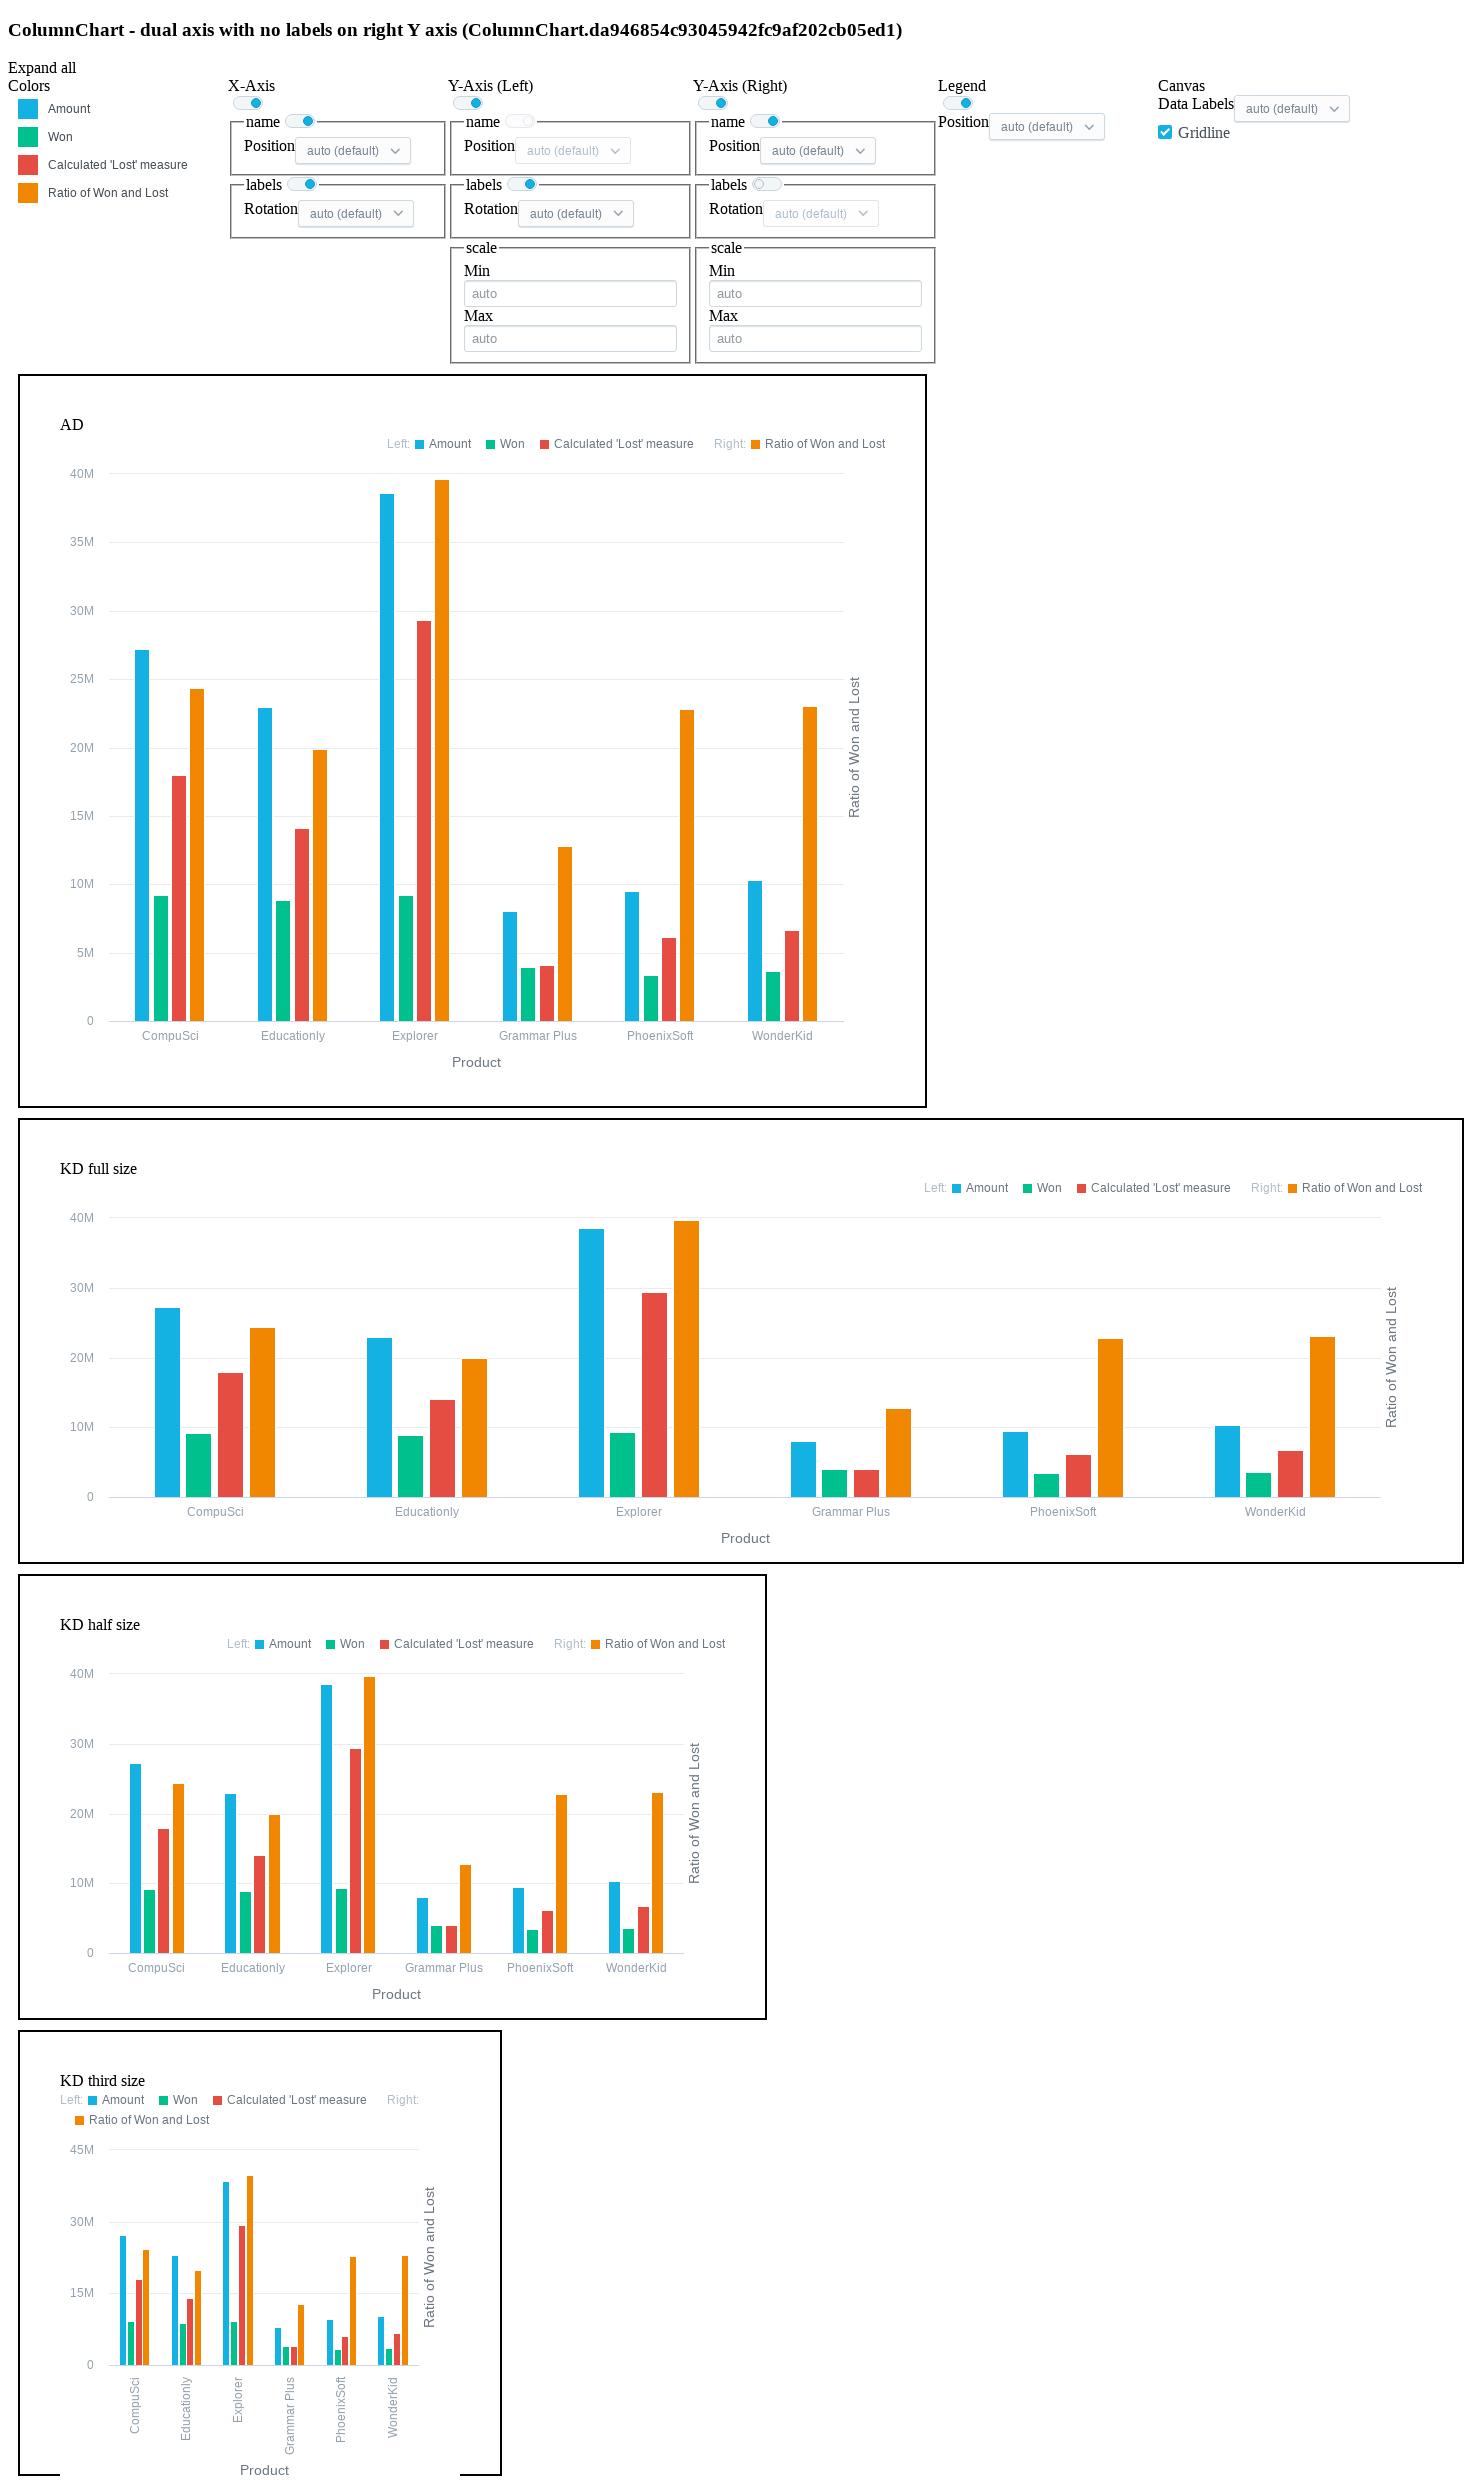 ColumnChart - dual axis with no labels on right Y axis (ColumnChart.da946854c93045942fc9af202cb05ed1)
Expand all
Colors
Amount
Won
Calculated 'Lost' measure
Ratio of Won and Lost
X-Axis
name
Position auto (default)
labels
Rotation auto (default)
Y-Axis (Left)
name
Position auto (default)
labels
Rotation auto (default)
scale
Min
auto
Max
auto
Y-Axis (Right)
name
Position auto (default)
labels
Rotation auto (default)
scale
Min
auto
Max
auto
Legend
Position auto (default)
Canvas
Data Labels auto (default)
Gridline
AD
Left: Amount Won Calculated 'Lost' measure Right: Ratio of Won and Lost
40M
35M
30M
25M
20M
15M
10M
5M
0
Ratio of Won and Lost
CompuSci Educationly Explorer Grammar Plus PhoenixSoft WonderKid
Product
KD full size
Left: Amount Won Calculated 'Lost' measure Right: Ratio of Won and Lost
40M
30M
20M
10M
0
Ratio of Won and Lost
CompuSci Educationly Explorer Grammar Plus PhoenixSoft WonderKid
Product
KD half size
Left: Amount Won Calculated 'Lost' measure Right: Ratio of Won and Lost
40M
30M
20M
10M
0
Ratio of Won and Lost
CompuSci Educationly Explorer Grammar Plus PhoenixSoft WonderKid
Product
KD third size
Left: Amount Won Calculated 'Lost' measure Right:
Ratio of Won and Lost
45M
30M
15M
0
Ratio of Won and Lost
CompuSci
Educationly
Explorer
Grammar Plus
PhoenixSoft
WonderKid
Product